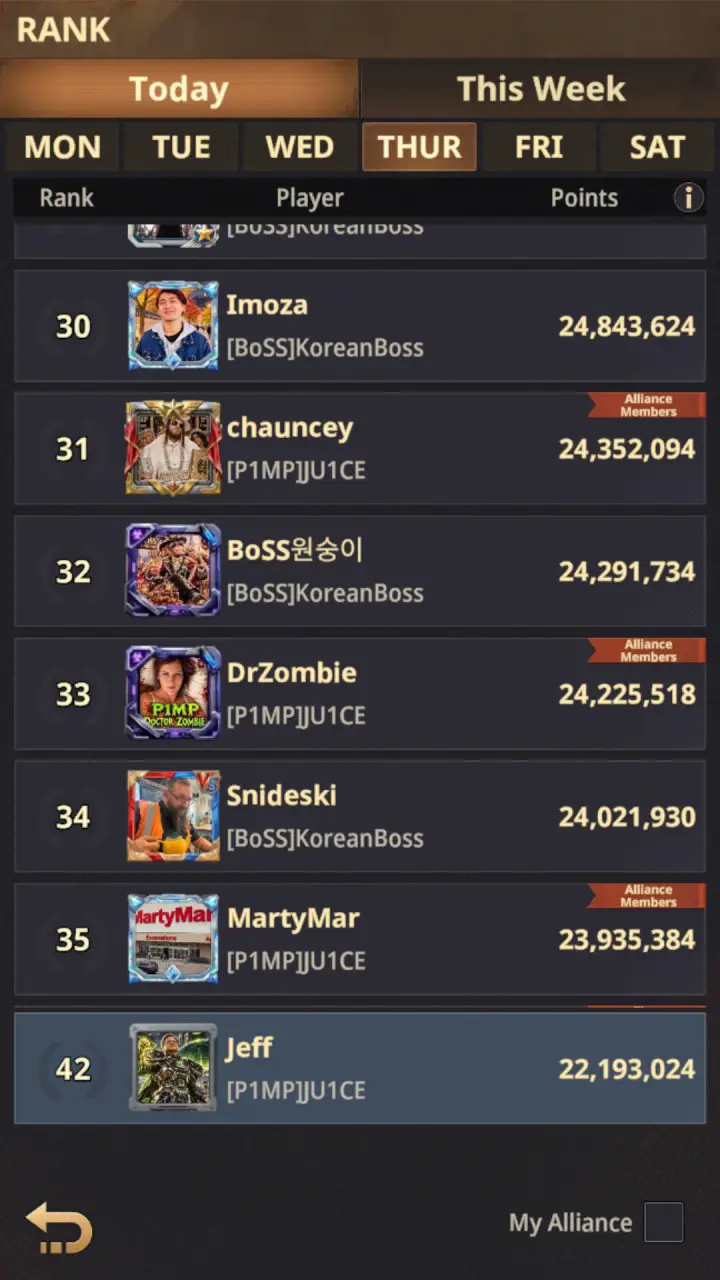 RANK
Today
This Week
MON TUE WED THUR FRI SAT
Rank Player Points i
[BoSS]KoreanBoss
30 Imoza 24,843,624
[BoSS]KoreanBoss
Alliance Members
31 chauncey 24,352,094
[P1MP]JU1CE
32 BoSS원숭이 24,291,734
[BoSS]KoreanBoss
Alliance Members
33 DrZombie 24,225,518
[P1MP]JU1CE
P1MP
DOCTOR ZOMBIE
34 Snideski 24,021,930
[BoSS]KoreanBoss
VS
Alliance Members
35 MartyMar 23,935,384
[P1MP]JU1CE
MartyMar
42 Jeff 22,193,024
[P1MP]JU1CE
My Alliance